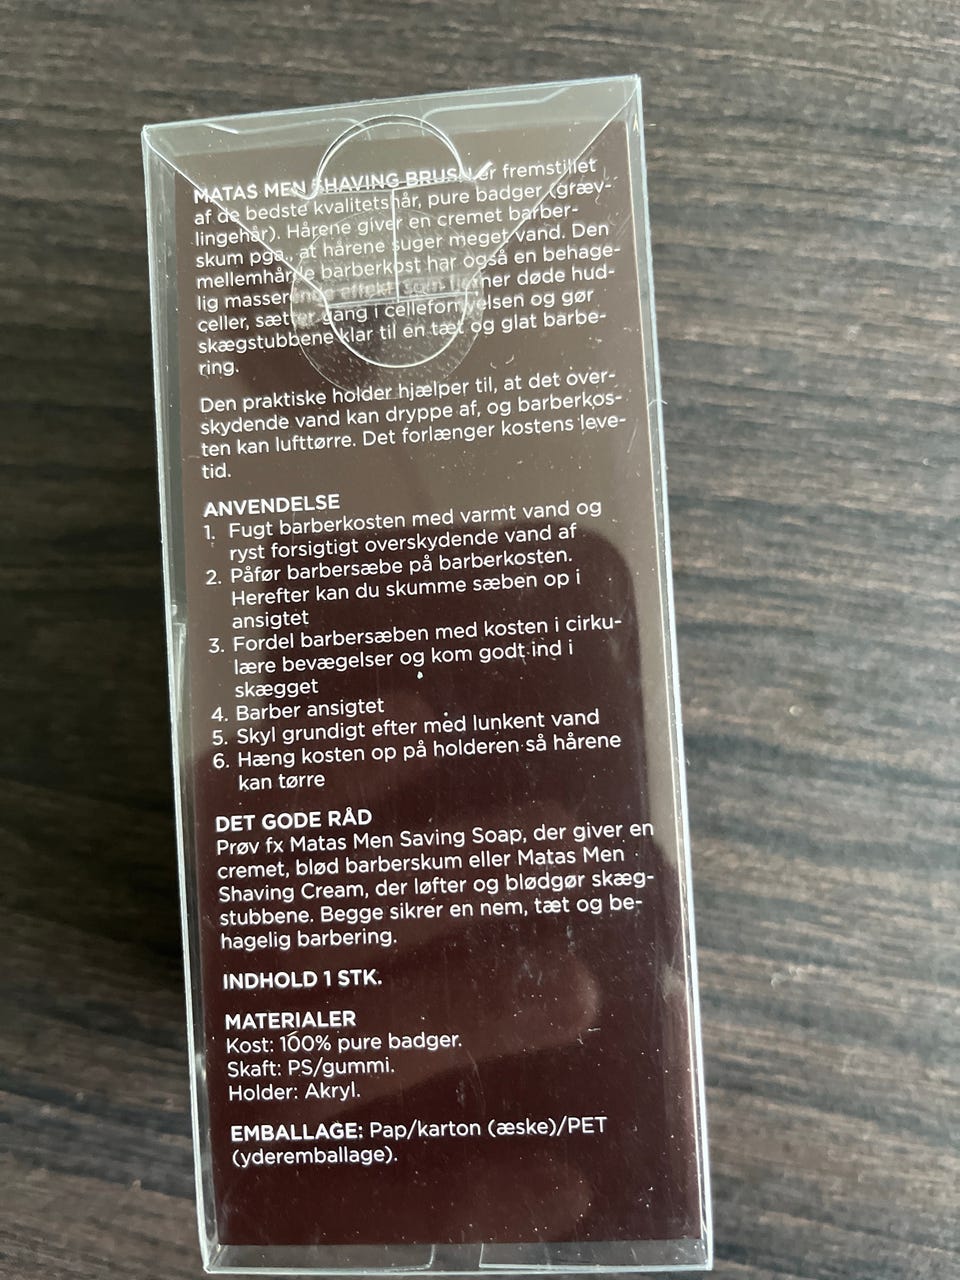 MATAS MEN SHAVING BRUSH er fremstillet
af de bedste kvalitetshår, pure badger (græv-
lingehår). Hårene giver en cremet barber-
skum pga., at hårene suger meget vand. Den
mellemhårde barberkost har også en behage-
lig masserende effekt, som fjerner døde hud-
celler, sætter gang i cellefornyelsen og gør
skægstubbene klar til en tæt og glat barbe-
ring.
Den praktiske holder hjælper til, at det over-
skydende vand kan dryppe af, og barberkos-
ten kan lufttørre. Det forlænger kostens leve-
tid.
ANVENDELSE
1. Fugt barberkosten med varmt vand og
ryst forsigtigt overskydende vand af
2. Påfør barbersæbe på barberkosten.
Herefter kan du skumme sæben op i
ansigtet
3. Fordel barbersæben med kosten i cirku-
lære bevægelser og kom godt ind i
skægget
4. Barber ansigtet
5. Skyl grundigt efter med lunkent vand
6. Hæng kosten op på holderen så hårene
kan tørre
DET GODE RÅD
Prøv fx Matas Men Saving Soap, der giver en
cremet, blød barberskum eller Matas Men
Shaving Cream, der løfter og blødgør skæg-
stubbene. Begge sikrer en nem, tæt og be-
hagelig barbering.
INDHOLD 1 STK.
MATERIALER
Kost: 100% pure badger.
Skaft: PS/gummi.
Holder: Akryl.
EMBALLAGE: Pap/karton (æske)/PET
(yderemballage).